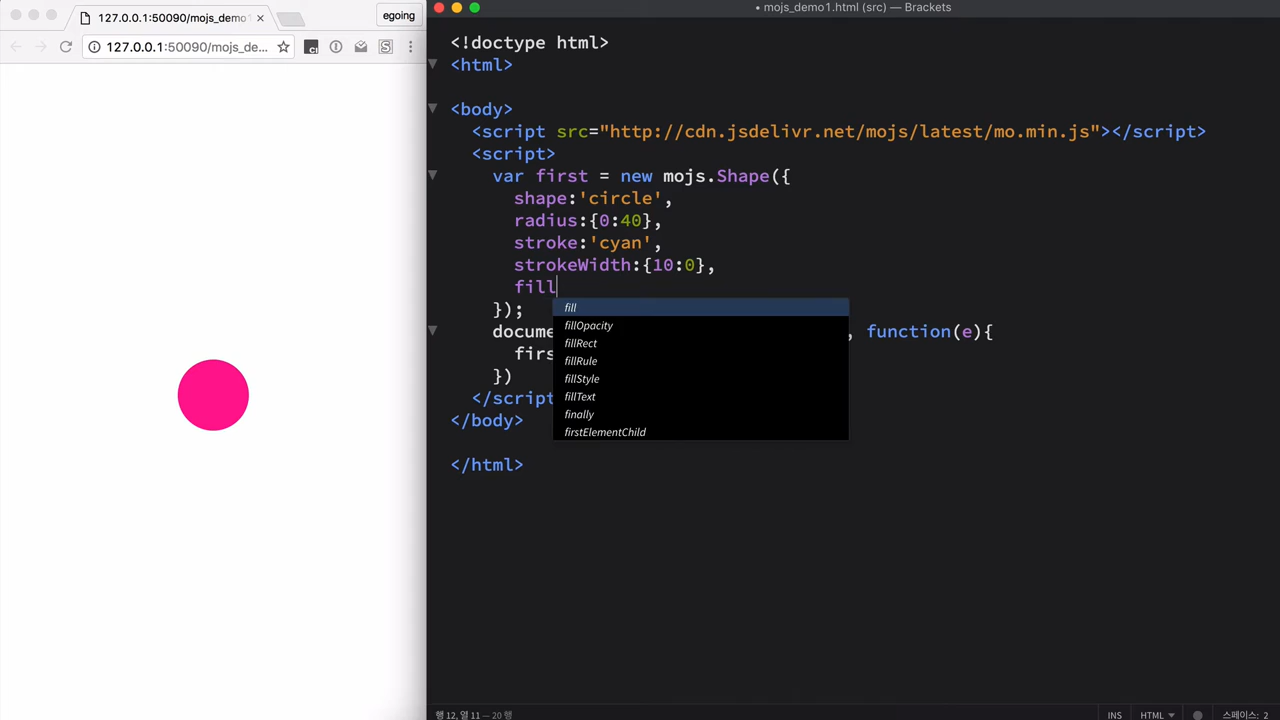 127.0.0.1:50090/mojs_demo1
egoing
127.0.0.1:50090/mojs_de...
mojs_demo1.html (src) — Brackets
<!doctype html>
<html>
<body>
<script src="http://cdn.jsdelivr.net/mojs/latest/mo.min.js"></script>
<script>
var first = new mojs.Shape({
shape:'circle',
radius:{0:40},
stroke:'cyan',
strokeWidth:{10:0},
fill
});
docume , function(e){
firs
})
</script
</body>
</html>
fill
fillOpacity
fillRect
fillRule
fillStyle
fillText
finally
firstElementChild
행 12, 열 11 — 20 행
INS HTML 스페이스: 2